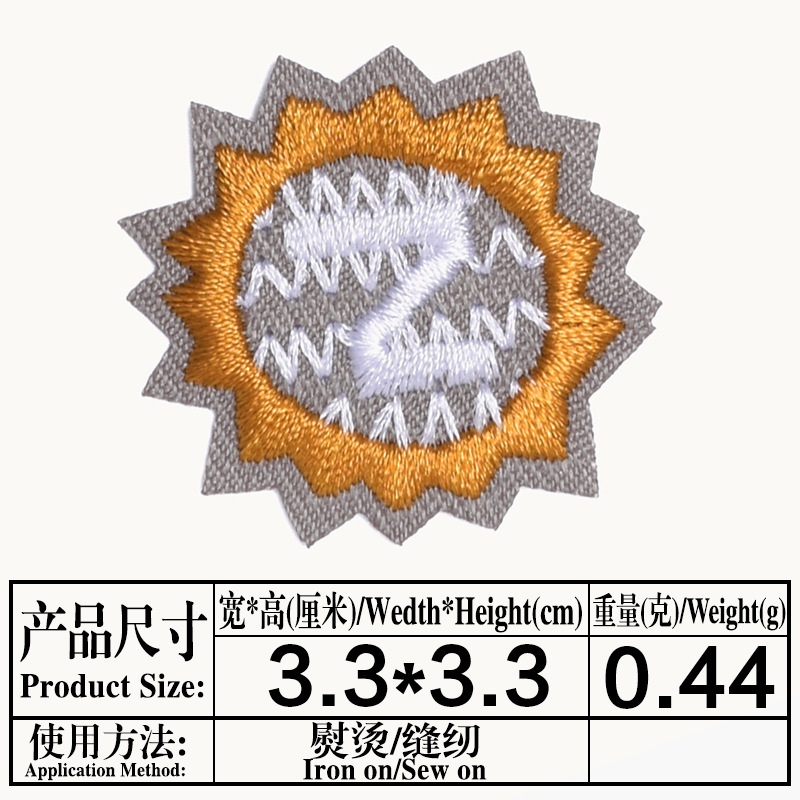 Z
产品尺寸
Product Size:
宽*高(厘米)/Wedth*Height(cm)
重量(克)/Weight(g)
3.3*3.3
0.44
使用方法:
Application Method:
熨烫/缝纫
Iron on/Sew on